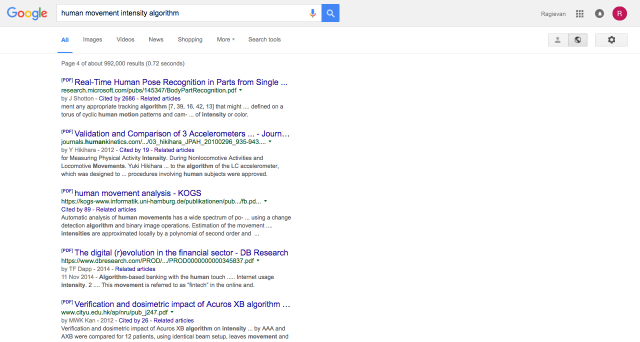 Google
human movement intensity algorithm
Ragiavan
R
All Images Videos News Shopping More Search tools
Page 4 of about 992,000 results (0.72 seconds)
[PDF] Real-Time Human Pose Recognition in Parts from Single ...
research.microsoft.com/pubs/145347/BodyPartRecognition.pdf
by J Shotton - Cited by 2686 - Related articles
ment any appropriate tracking algorithm [7, 39, 16, 42, 13] that might .... defined on a
torus of cyclic human motion patterns and cam- ... of intensity or color.
[PDF] Validation and Comparison of 3 Accelerometers ... - Journ...
journals.humankinetics.com/.../03_hikihara_JPAH_20100296_935-943....
by Y Hikihara - 2012 - Cited by 19 - Related articles
for Measuring Physical Activity Intensity. During Nonlocomotive Activities and
Locomotive Movements. Yuki Hikihara ... to the algorithm of the LC accelerometer,
which was designed to ... procedures involving human subjects were approved.
[PDF] human movement analysis - KOGS
https://kogs-www.informatik.uni-hamburg.de/publikationen/pub.../fb.pd...
Cited by 89 - Related articles
Automatic analysis of human movements has a wide spectrum of po- ... using a change
detection algorithm and binary image operations. Estimation of the movement ....
intensities are approximated locally by a polynomial of second order and ...
[PDF] The digital (r)evolution in the financial sector - DB Research
https://www.dbresearch.com/PROD/.../PROD0000000000345837.pdf
by TF Dapp - 2014 - Related articles
11 Nov 2014 - Algorithm-based banking with the human touch ..... Internet usage
intensity. 2 .... This movement is referred to as "fintech" in the online and.
[PDF] Verification and dosimetric impact of Acuros XB algorithm ...
www.cityu.edu.hk/ap/nru/pub_j247.pdf
by MWK Kan - 2012 - Cited by 26 - Related articles
Verification and dosimetric impact of Acuros XB algorithm on intensity ... by AAA and
AXB were compared for 12 patients, using identical beam setup, leaves movement and